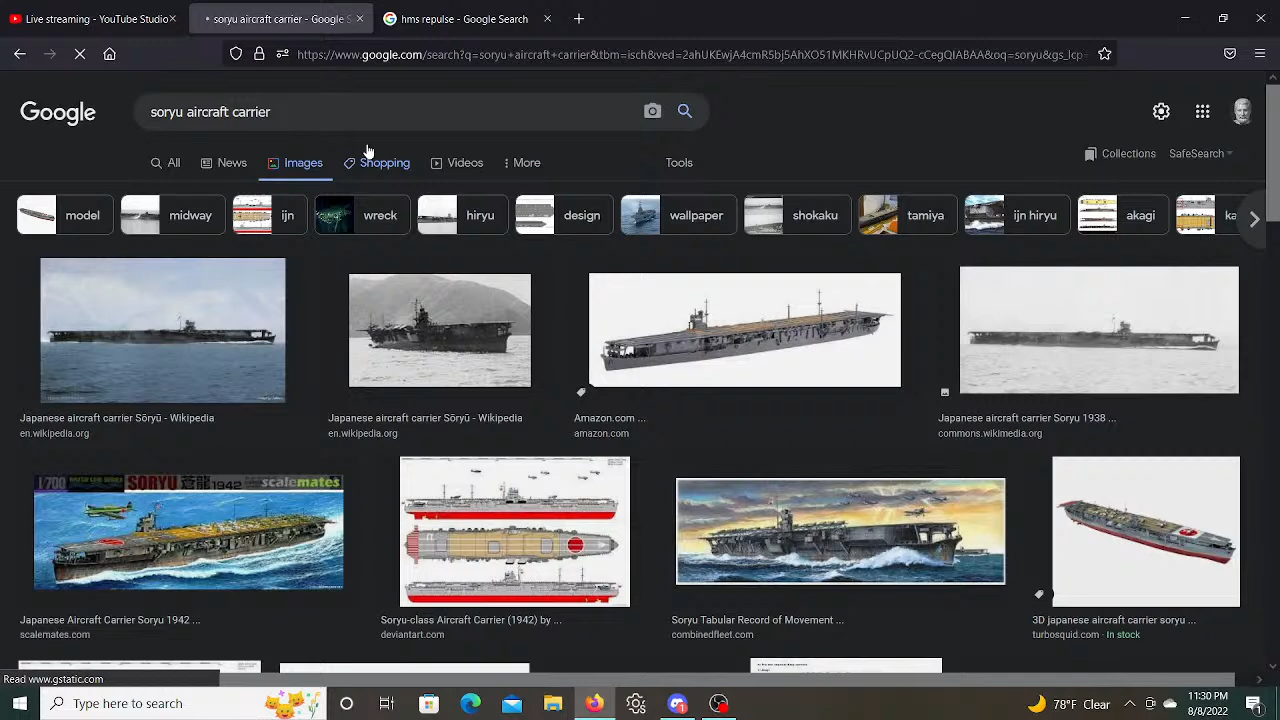 Live streaming - YouTube Studio
soryu aircraft carrier - Google S
hms repulse - Google Search
https://www.google.com/search?q=soryu+aircraft+carrier&tbm=isch&ved=2ahUKEwjA4cmR5bj5AhXO51MKHRvUCpUQ2-cCegQIABAA&oq=soryu&gs_lcp=
Google
soryu aircraft carrier
All
News
Images
Shopping
Videos
More
Tools
Collections
SafeSearch
model
midway
ijn
wreck
hiryu
design
wallpaper
shokaku
tamiya
ijn hiryu
akagi
Japanese aircraft carrier Sōryū - Wikipedia
en.wikipedia.org
Japanese aircraft carrier Sōryū - Wikipedia
en.wikipedia.org
Amazon.com ...
amazon.com
Japanese aircraft carrier Soryu 1938 ...
commons.wikimedia.org
1/700
SORYU
1942
scalemates
Japanese Aircraft Carrier Soryu 1942 ...
scalemates.com
Soryu-class Aircraft Carrier (1942) by ...
deviantart.com
Soryu Tabular Record of Movement ...
combinedfleet.com
3D japanese aircraft carrier soryu ...
turbosquid.com · In stock
Read www.gstatic.com
Type here to search
78°F Clear
11:30 PM
8/8/2022